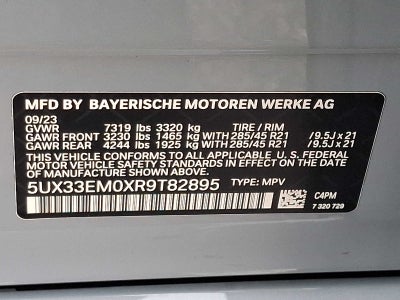 MFD BY BAYERISCHE MOTOREN WERKE AG
09/23
GVWR 7319 lbs 3320 kg TIRE / RIM
GAWR FRONT 3230 lbs 1465 kg WITH 285/45 R21 / 9.5J x 21
GAWR REAR 4244 lbs 1925 kg WITH 285/45 R21 / 9.5J x 21
THIS VEHICLE CONFORMS TO ALL APPLICABLE U.S. FEDERAL
MOTOR VEHICLE SAFETY STANDARDS IN EFFECT ON THE DATE OF
MANUFACTURE SHOWN ABOVE.
5UX33EM0XR9T82895 TYPE: MPV
C4PM
7 320 729